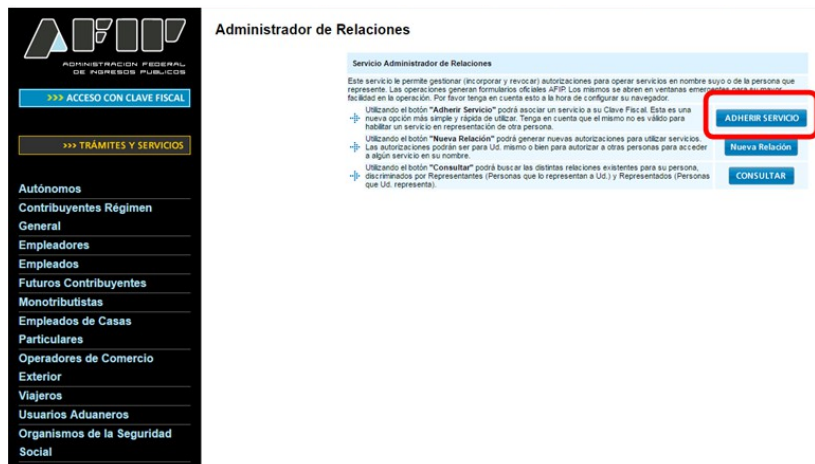 AFIP
ADMINISTRACION FEDERAL
DE INGRESOS PUBLICOS
>>> ACCESO CON CLAVE FISCAL
>>> TRÁMITES Y SERVICIOS
Autónomos
Contribuyentes Régimen
General
Empleadores
Empleados
Futuros Contribuyentes
Monotributistas
Empleados de Casas
Particulares
Operadores de Comercio
Exterior
Viajeros
Usuarios Aduaneros
Organismos de la Seguridad
Social
Administrador de Relaciones
Servicio Administrador de Relaciones
Este servicio le permite gestionar (incorporar y revocar) autorizaciones para operar servicios en nombre suyo o de la persona que
represente. Las operaciones generan formularios oficiales AFIP. Los mismos se abren en ventanas emergentes para su mayor
facilidad en la operación. Por favor tenga en cuenta esto a la hora de configurar su navegador.
Utilizando el botón "Adherir Servicio" podrá asociar un servicio a su Clave Fiscal. Esta es una
nueva opción más simple y rápida de utilizar. Tenga en cuenta que el mismo no es válido para
habilitar un servicio en representación de otra persona.
ADHERIR SERVICIO
Utilizando el botón "Nueva Relación" podrá generar nuevas autorizaciones para utilizar servicios.
Las autorizaciones podrán ser para Ud. mismo o bien para autorizar a otras personas para acceder
a algún servicio en su nombre.
Nueva Relación
Utilizando el botón "Consultar" podrá buscar las distintas relaciones existentes para su persona,
discriminados por Representantes (Personas que lo representan a Ud.) y Representados (Personas
que Ud. representa).
CONSULTAR